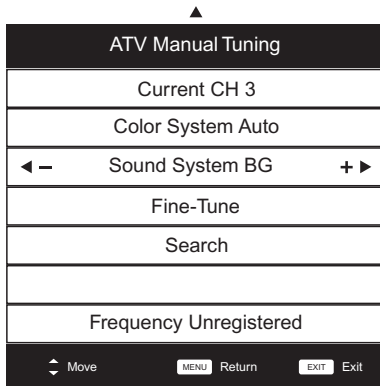 ATV Manual Tuning
Current CH 3
Color System Auto
Sound System BG
Fine-Tune
Search
Frequency Unregistered
Move MENU Return EXIT Exit